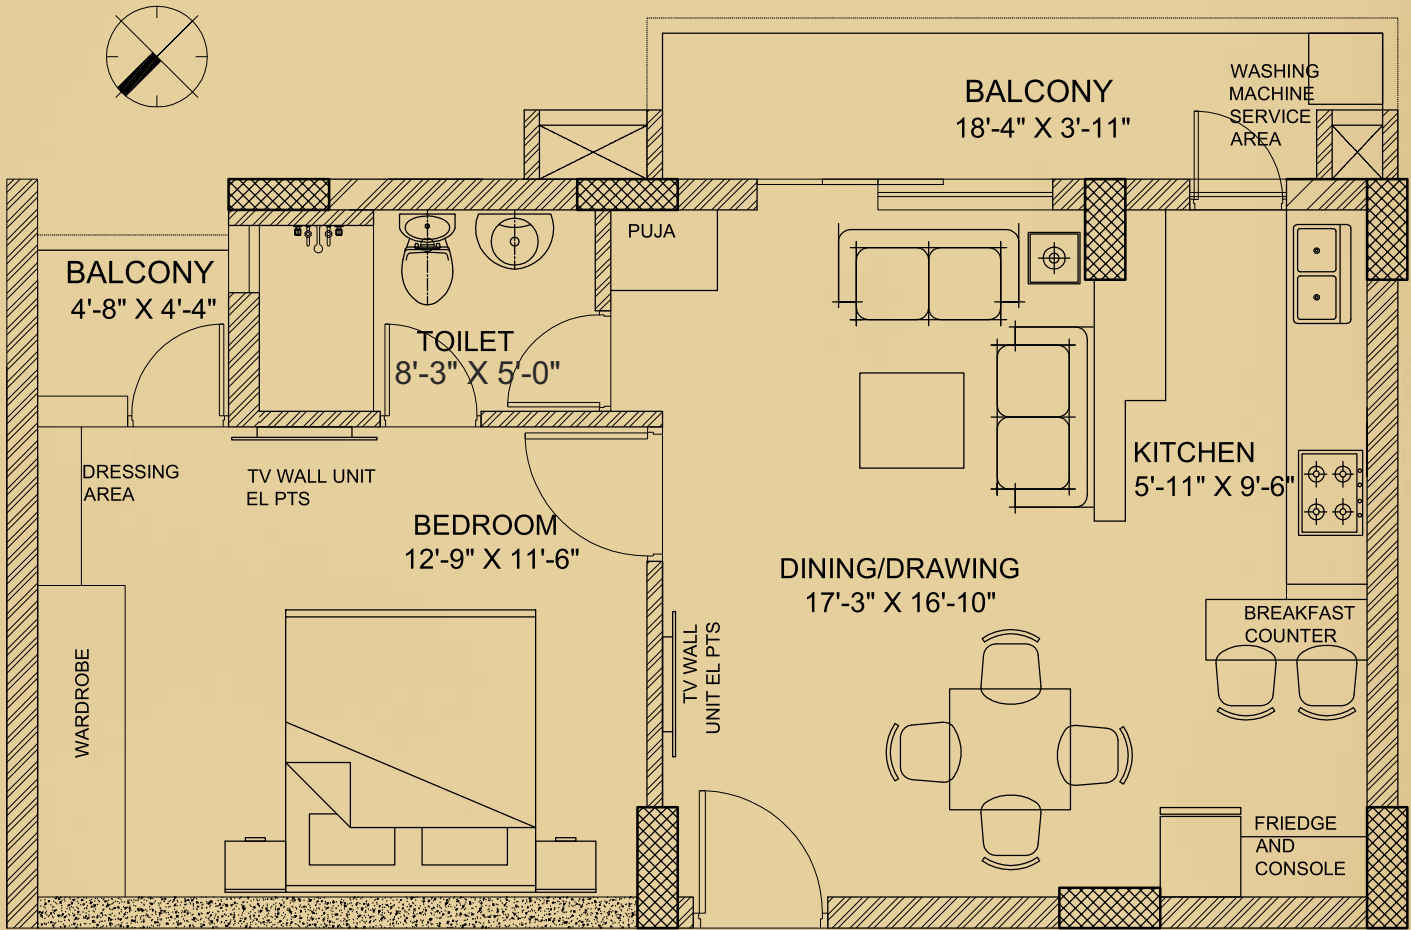 BALCONY
18'-4" X 3'-11"
WASHING
MACHINE
SERVICE
AREA
BALCONY
4'-8" X 4'-4"
PUJA
TOILET
8'-3" X 5'-0"
DRESSING
AREA
TV WALL UNIT
EL PTS
BEDROOM
12'-9" X 11'-6"
KITCHEN
5'-11" X 9'-6"
DINING/DRAWING
17'-3" X 16'-10"
BREAKFAST
COUNTER
WARDROBE
TV WALL
UNIT EL PTS
FRIEDGE
AND
CONSOLE